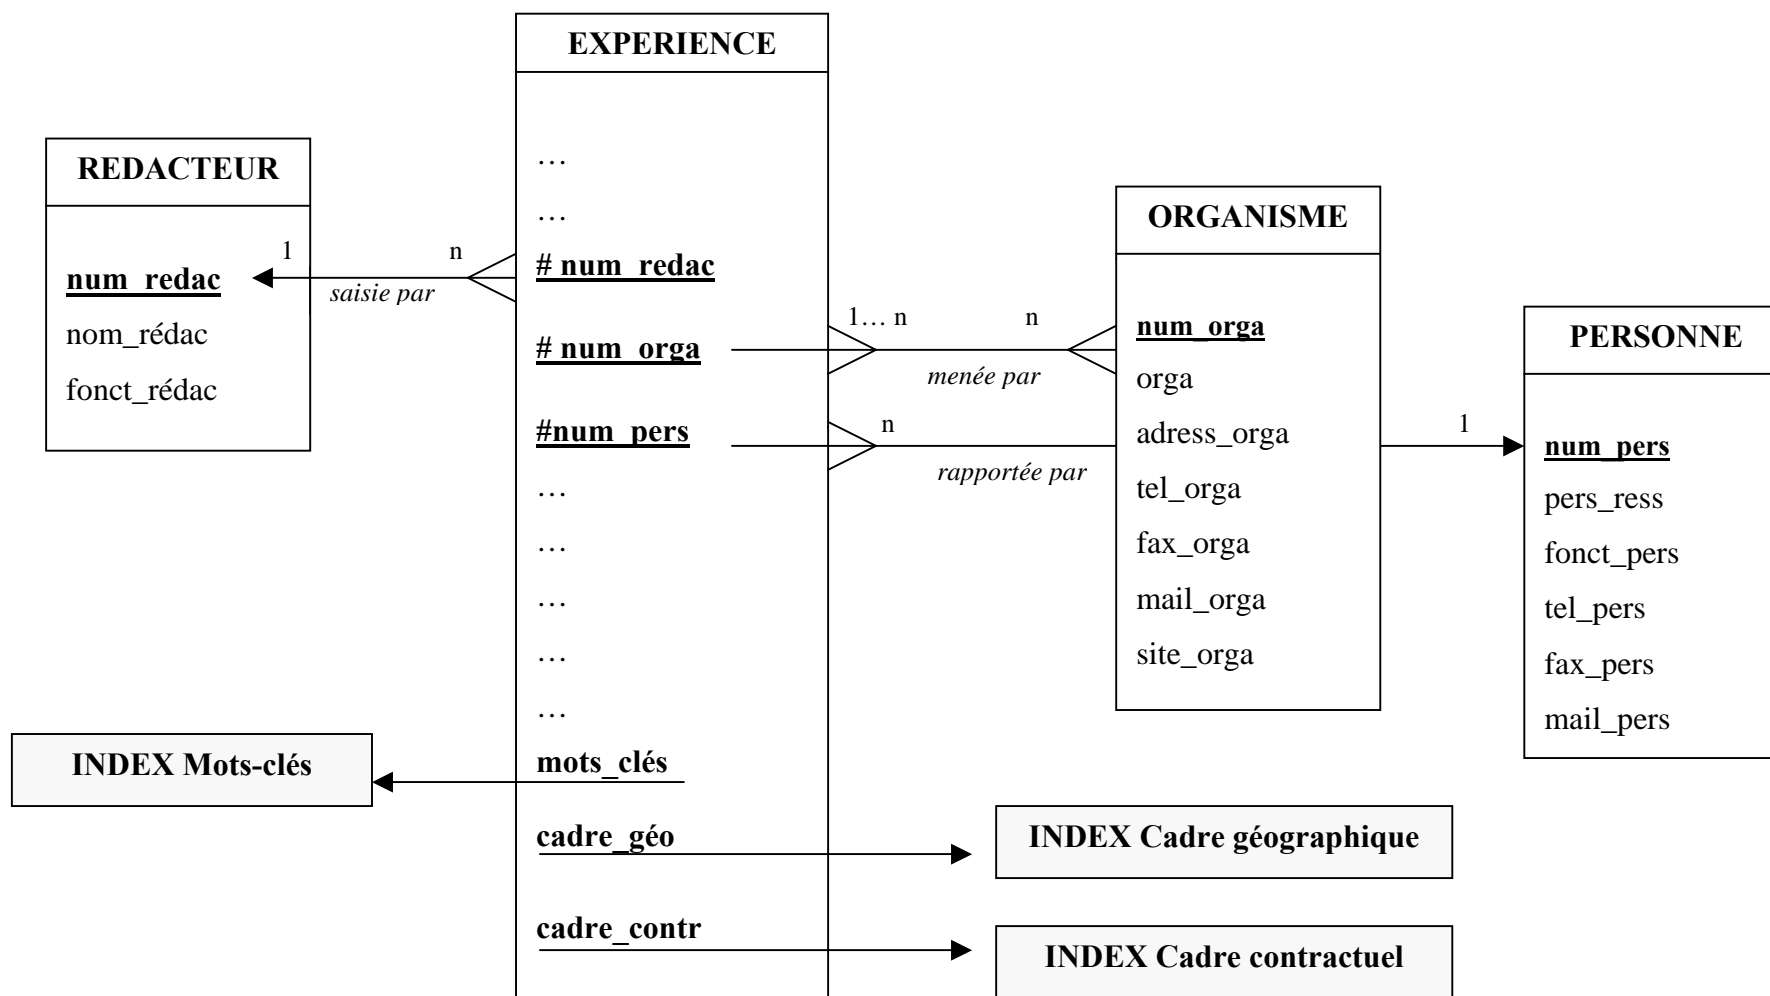 EXPERIENCE
…
…
# num_redac
# num_orga
#num_pers
…
…
…
…
…
mots_clés
cadre_géo
cadre_contr
REDACTEUR
num_redac
nom_rédac
fonct_rédac
1
n
saisie par
1… n
n
menée par
n
rapportée par
1
ORGANISME
num_orga
orga
adress_orga
tel_orga
fax_orga
mail_orga
site_orga
PERSONNE
num_pers
pers_ress
fonct_pers
tel_pers
fax_pers
mail_pers
INDEX Mots-clés
INDEX Cadre géographique
INDEX Cadre contractuel